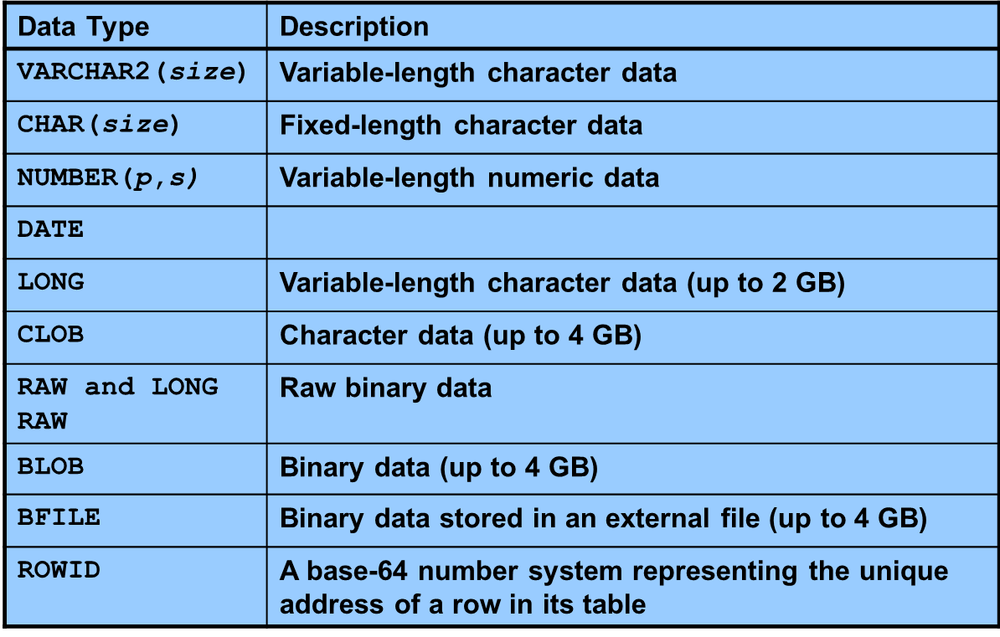 Data Type Description
VARCHAR2(size) Variable-length character data
CHAR(size) Fixed-length character data
NUMBER(p,s) Variable-length numeric data
DATE
LONG Variable-length character data (up to 2 GB)
CLOB Character data (up to 4 GB)
RAW and LONG
RAW
Raw binary data
BLOB Binary data (up to 4 GB)
BFILE Binary data stored in an external file (up to 4 GB)
ROWID A base-64 number system representing the unique
address of a row in its table